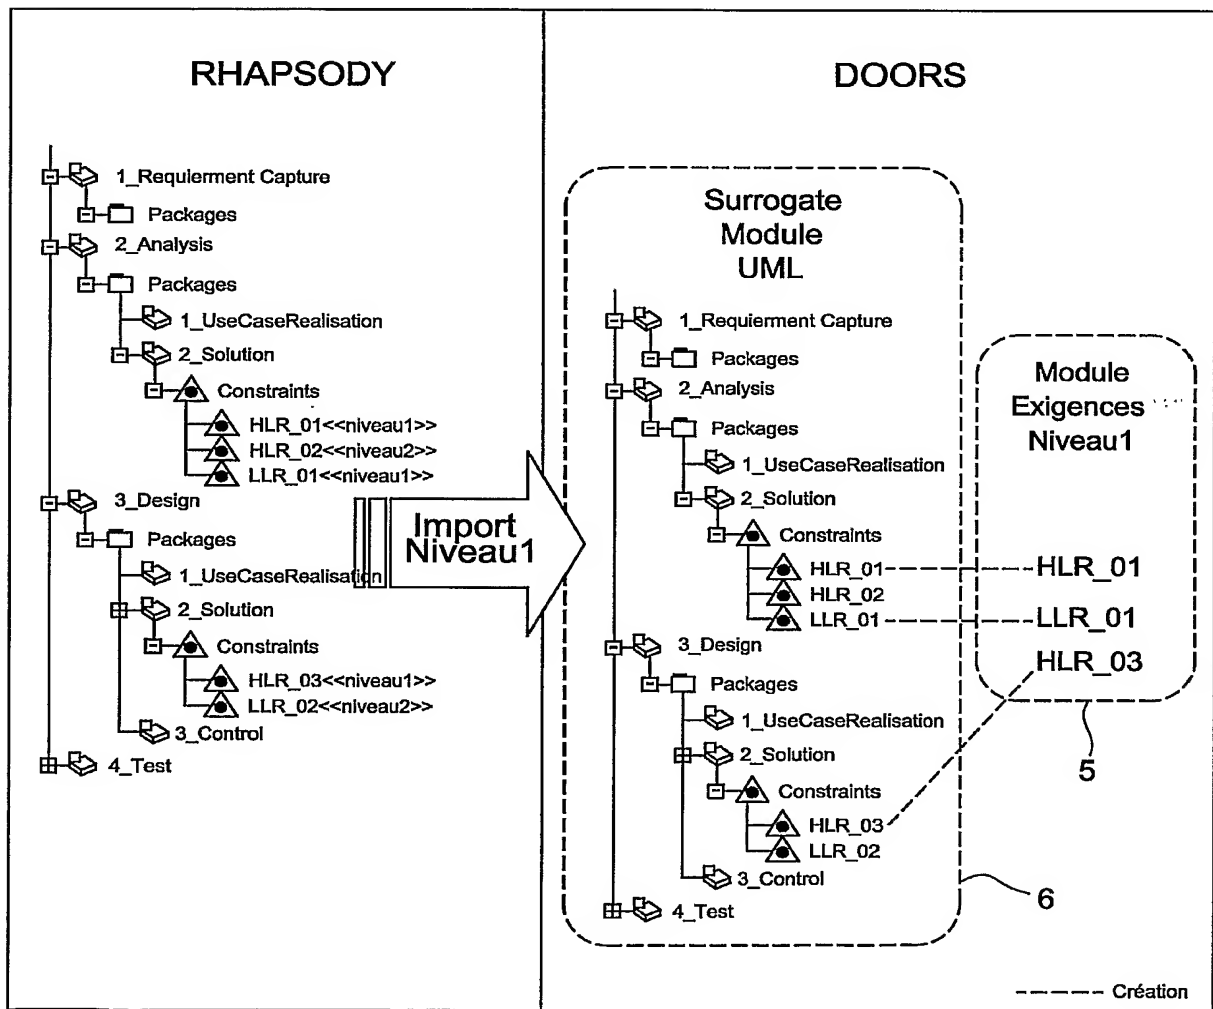 RHAPSODY
1_Requierment Capture
Packages
2_Analysis
Packages
1_UseCaseRealisation
2_Solution
Constraints
HLR_01<<niveau1>>
HLR_02<<niveau2>>
LLR_01<<niveau1>>
3_Design
Packages
1_UseCaseRealisation
2_Solution
Constraints
HLR_03<<niveau1>>
LLR_02<<niveau2>>
3_Control
4_Test
Import
Niveau1
DOORS
Surrogate
Module
UML
1_Requierment Capture
Packages
2_Analysis
Packages
1_UseCaseRealisation
2_Solution
Constraints
HLR_01
HLR_02
LLR_01
3_Design
Packages
1_UseCaseRealisation
2_Solution
Constraints
HLR_03
LLR_02
3_Control
4_Test
Module
Exigences
Niveau1
HLR_01
LLR_01
HLR_03
5
6
Création